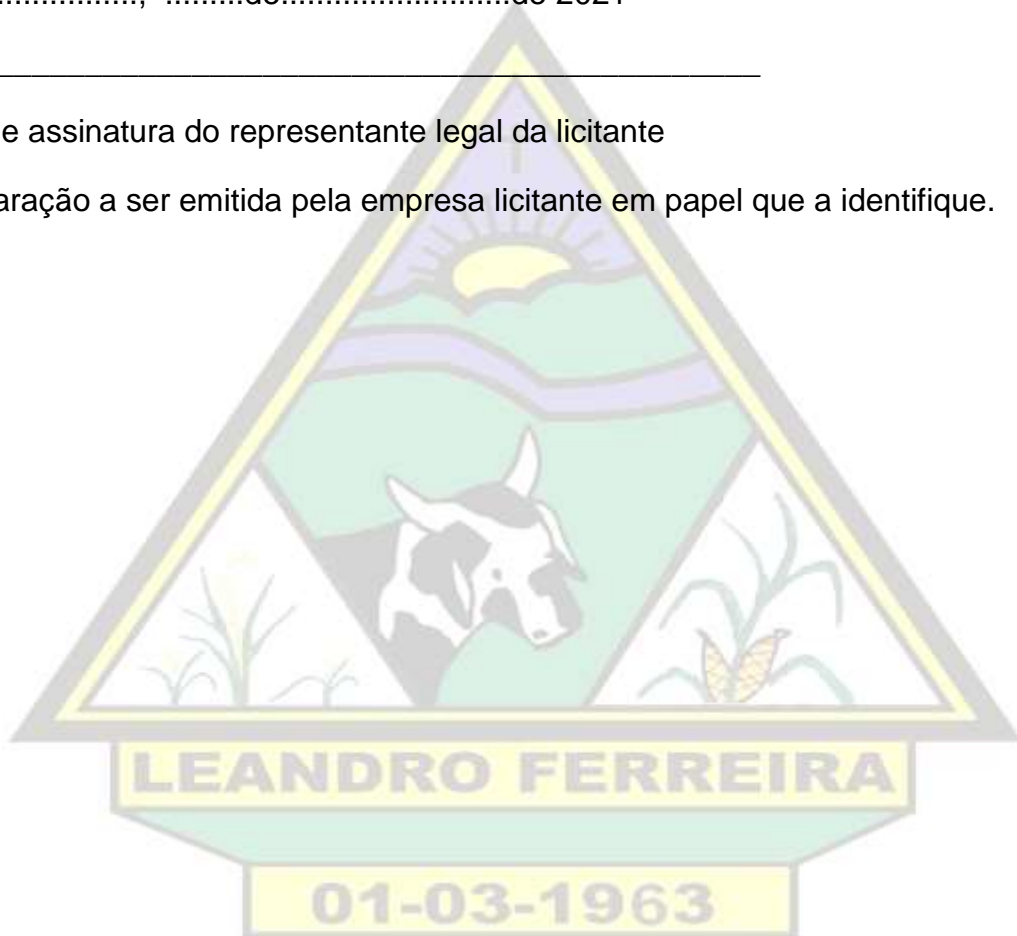 ................, .........de..........................de 2021
e assinatura do representante legal da licitante
aração a ser emitida pela empresa licitante em papel que a identifique.
LEANDRO FERREIRA
01-03-1963